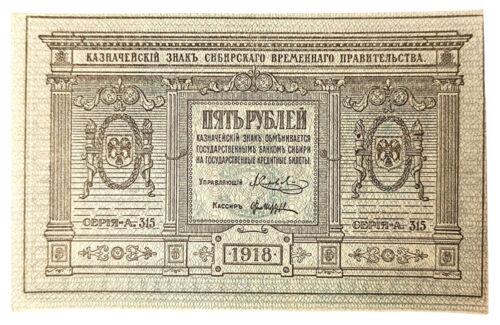 КАЗНАЧЕЙСКІЙ ЗНАКЪ СИБИРСКАГО ВРЕМЕННАГО ПРАВИТЕЛЬСТВА.
ПЯТЬ РУБЛЕЙ
КАЗНАЧЕЙСКІЙ ЗНАКЪ ОБМѢНИВАЕТСЯ
ГОСУДАРСТВЕННЫМЪ БАНКОМЪ СИБИРИ
НА ГОСУДАРСТВЕННЫЕ КРЕДИТНЫЕ БИЛЕТЫ.
УПРАВЛЯЮЩІЙ
КАССИРЪ
СЕРІЯ-А. 315
СЕРІЯ-А. 315
5 5 1918 5 5